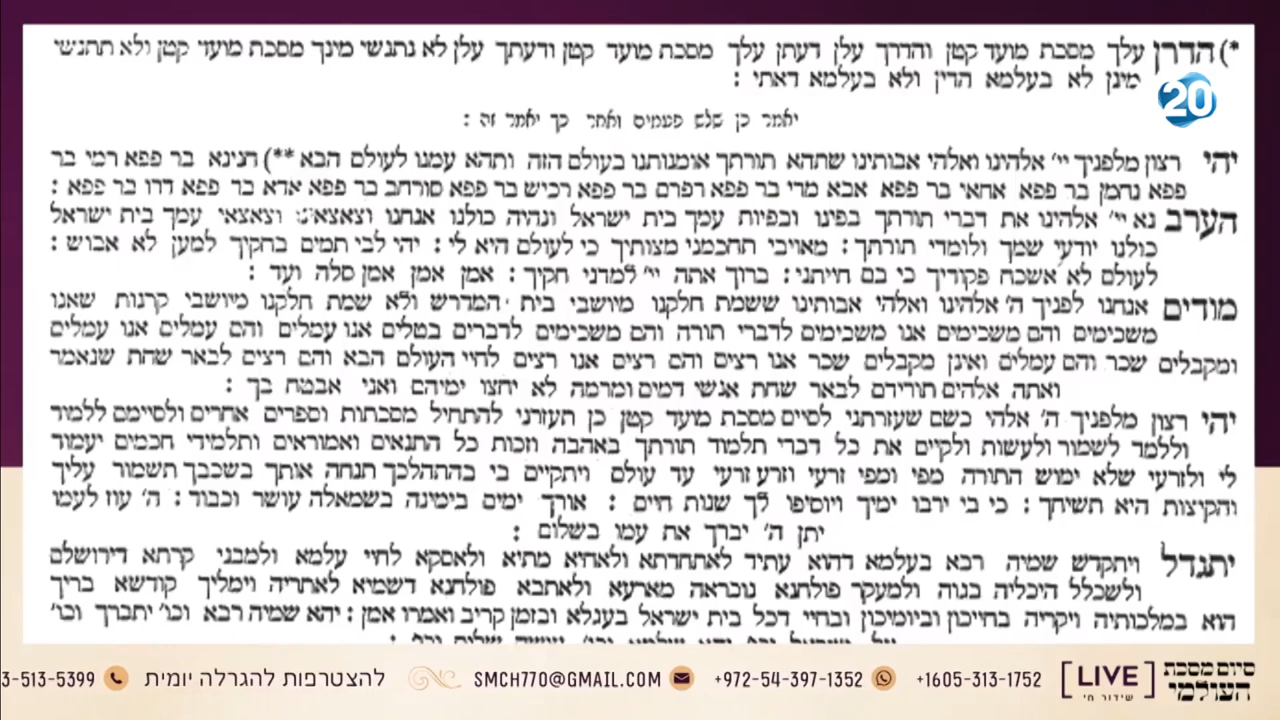 *) הדרן עלך מסכת מועד קטן והדרך עלן דעתן עלך מסכת מועד קטן ודעתך עלן לא נתנשי מינך מסכת מועד קטן ולא תתנשי
מינן לא בעלמא הדין ולא בעלמא דאתי :
20
יאמר כן שלש פעמים ואחר כך יאמר זה :
יהי רצון מלפניך יי' אלהינו ואלהי אבותינו שתהא תורתך אומנותנו בעולם הזה ותהא עמנו לעולם הבא **) חנינא בר פפא רמי בר
פפא נחמן בר פפא אחאי בר פפא אבא מרי בר פפא רפרם בר פפא רכיש בר פפא סורחב בר פפא אדא בר פפא דרו בר פפא :
הערב נא יי' אלהינו את דברי תורתך בפינו ובפיות עמך בית ישראל ונהיה כולנו אנחנו וצאצאינו וצאצאי עמך בית ישראל
כולנו יודעי שמך ולומדי תורתך : מאויבי תחכמני מצותיך כי לעולם היא לי : יהי לבי תמים בחקיך למען לא אבוש :
לעולם לא אשכח פקודיך כי בם חייתני : ברוך אתה יי' למדני חקיך : אמן אמן אמן סלה ועד :
מודים אנחנו לפניך ה' אלהינו ואלהי אבותינו ששמת חלקנו מיושבי בית המדרש ולא שמת חלקנו מיושבי קרנות שאנו
משכימים והם משכימים אנו משכימים לדברי תורה והם משכימים לדברים בטלים אנו עמלים והם עמלים אנו עמלים
ומקבלים שכר והם עמלים ואינן מקבלים שכר אנו רצים והם רצים אנו רצים לחיי העולם הבא והם רצים לבאר שחת שנאמר
ואתה אלהים תורידם לבאר שחת אנשי דמים ומרמה לא יחצו ימיהם ואני אבטח בך :
יהי רצון מלפניך ה' אלהי כשם שעזרתני לסיים מסכת מועד קטן כן תעזרני להתחיל מסכתות וספרים אחרים ולסיימם ללמוד
וללמד לשמור ולעשות ולקיים את כל דברי תלמוד תורתך באהבה וזכות כל התנאים ואמוראים ותלמידי חכמים יעמוד
לי ולזרעי שלא ימוש התורה מפי ומפי זרעי וזרע זרעי עד עולם ויתקיים בי בהתהלכך תנחה אותך בשכבך תשמור עליך
והקיצות היא תשיחך : כי בי ירבו ימיך ויוסיפו לך שנות חיים : אורך ימים בימינה בשמאלה עושר וכבוד : ה' עוז לעמו
יתן ה' יברך את עמו בשלום :
יתגדל ויתקדש שמיה רבא בעלמא דהוא עתיד לאתחדתא ולאחיא מתיא ולאסקא לחיי עלמא ולמבני קרתא דירושלם
ולשכלל היכליה בגוה ולמעקר פולחנא נוכראה מארעא ולאתבא פולחנא דשמיא לאתריה וימליך קודשא בריך
הוא במלכותיה ויקריה בחייכון וביומיכון ובחיי דכל בית ישראל בעגלא ובזמן קריב ואמרו אמן : יהא שמיה רבא וכו' יתברך וכו'
סיום מסכת העולמי [LIVE שידור חי] +1605-313-1752 +972-54-397-1352 SMCH770@GMAIL.COM להצטרפות להגרלה יומית 3-513-5399